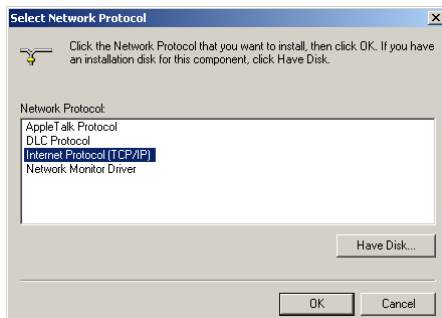 Select Network Protocol
Click the Network Protocol that you want to install, then click OK. If you have
an installation disk for this component, click Have Disk.
Network Protocol:
AppleTalk Protocol
DLC Protocol
Internet Protocol (TCP/IP)
Network Monitor Driver
Have Disk...
OK
Cancel